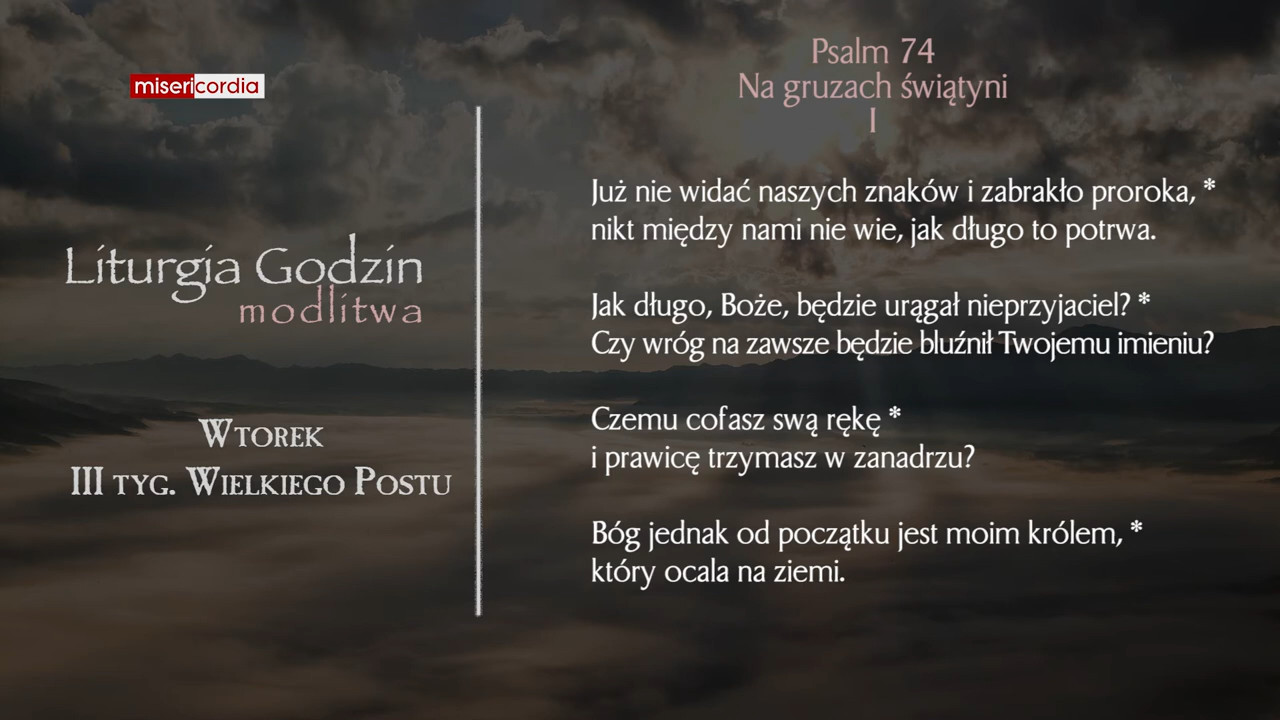 misericordia
Liturgia Godzin
modlitwa
Wtorek
III tyg. Wielkiego Postu
Psalm 74
Na gruzach świątyni
I
Już nie widać naszych znaków i zabrakło proroka, *
nikt między nami nie wie, jak długo to potrwa.
Jak długo, Boże, będzie urągał nieprzyjaciel? *
Czy wróg na zawsze będzie bluźnił Twojemu imieniu?
Czemu cofasz swą rękę *
i prawicę trzymasz w zanadrzu?
Bóg jednak od początku jest moim królem, *
który ocala na ziemi.